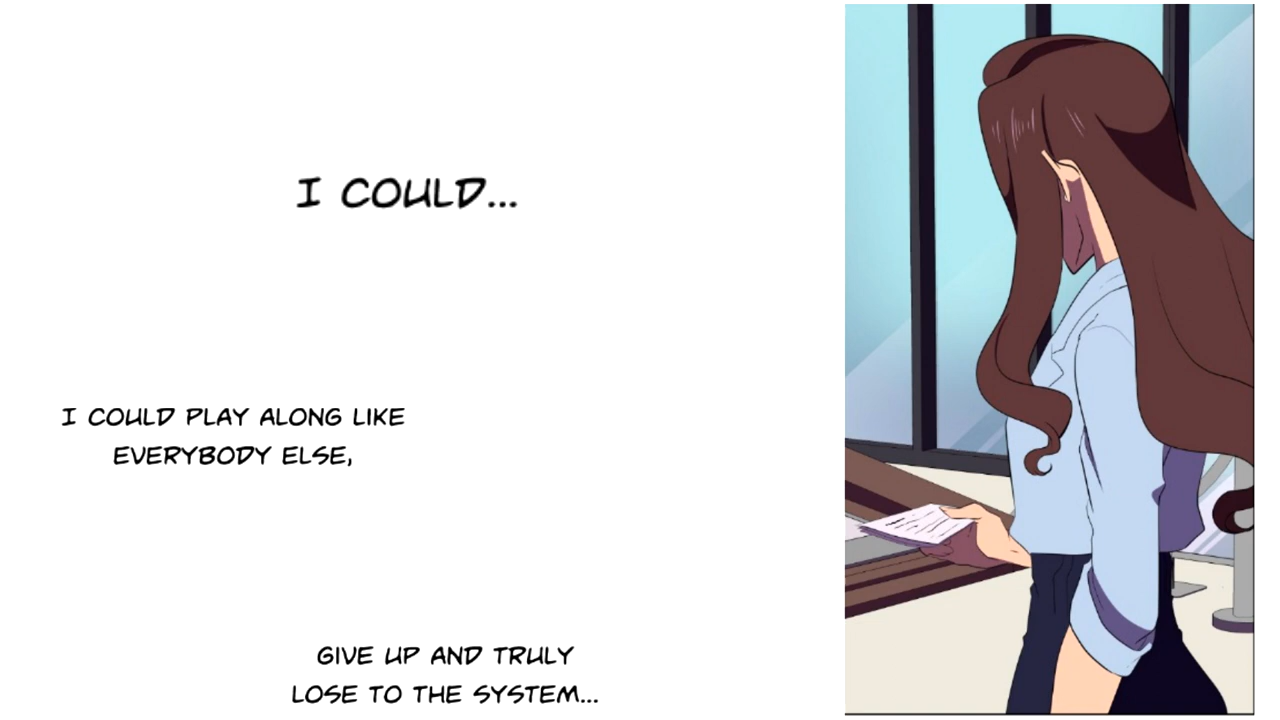 I COULD...
I COULD PLAY ALONG LIKE
EVERYBODY ELSE,
GIVE UP AND TRULY
LOSE TO THE SYSTEM...